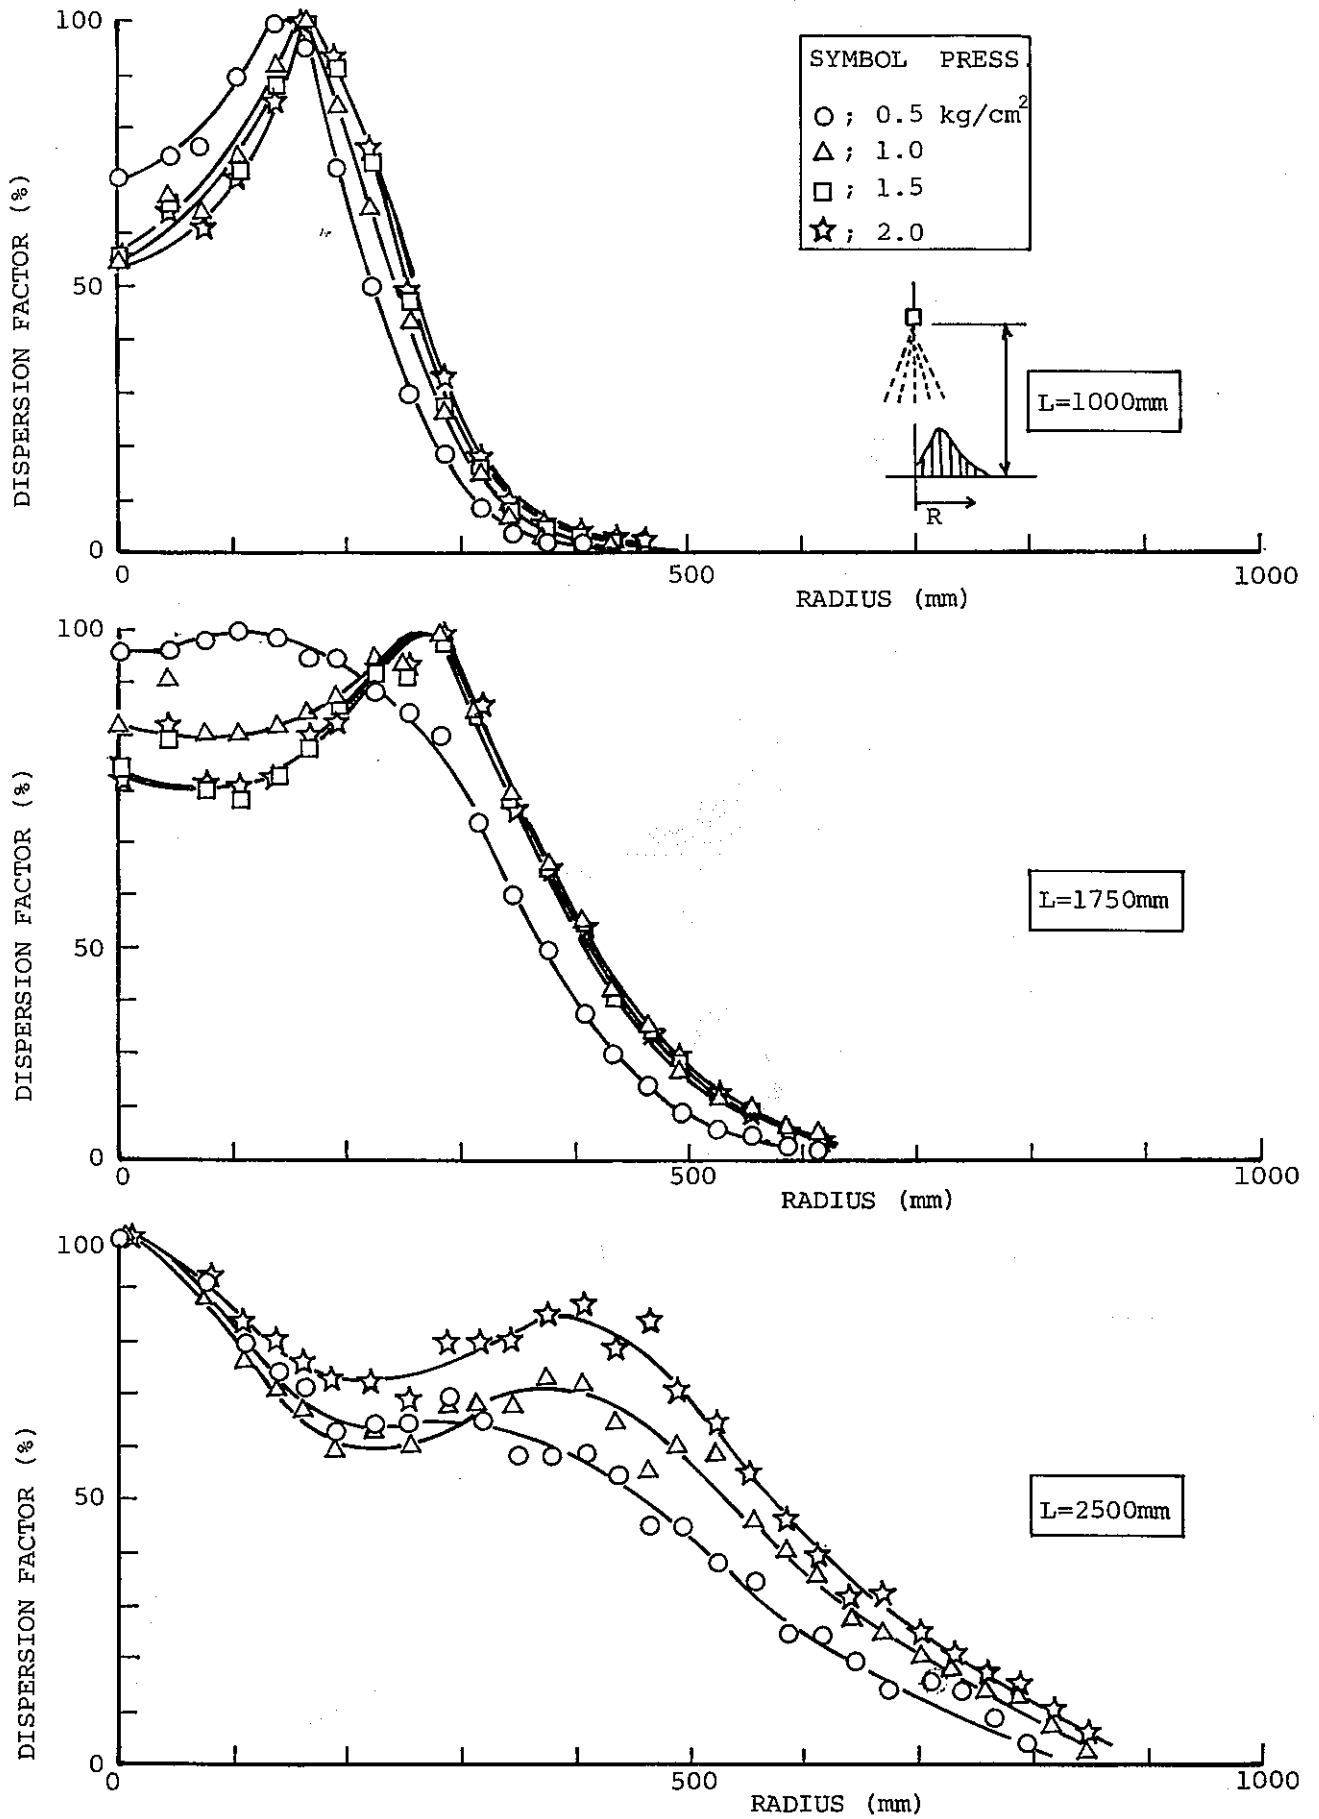 100
50
0
DISPERSION FACTOR (%)
SYMBOL PRESS
○ ; 0.5 kg/cm²
△ ; 1.0
□ ; 1.5
☆ ; 2.0
L=1000mm
R
0
500
1000
RADIUS (mm)
100
50
0
DISPERSION FACTOR (%)
L=1750mm
0
500
1000
RADIUS (mm)
100
50
0
DISPERSION FACTOR (%)
L=2500mm
0
500
1000
RADIUS (mm)